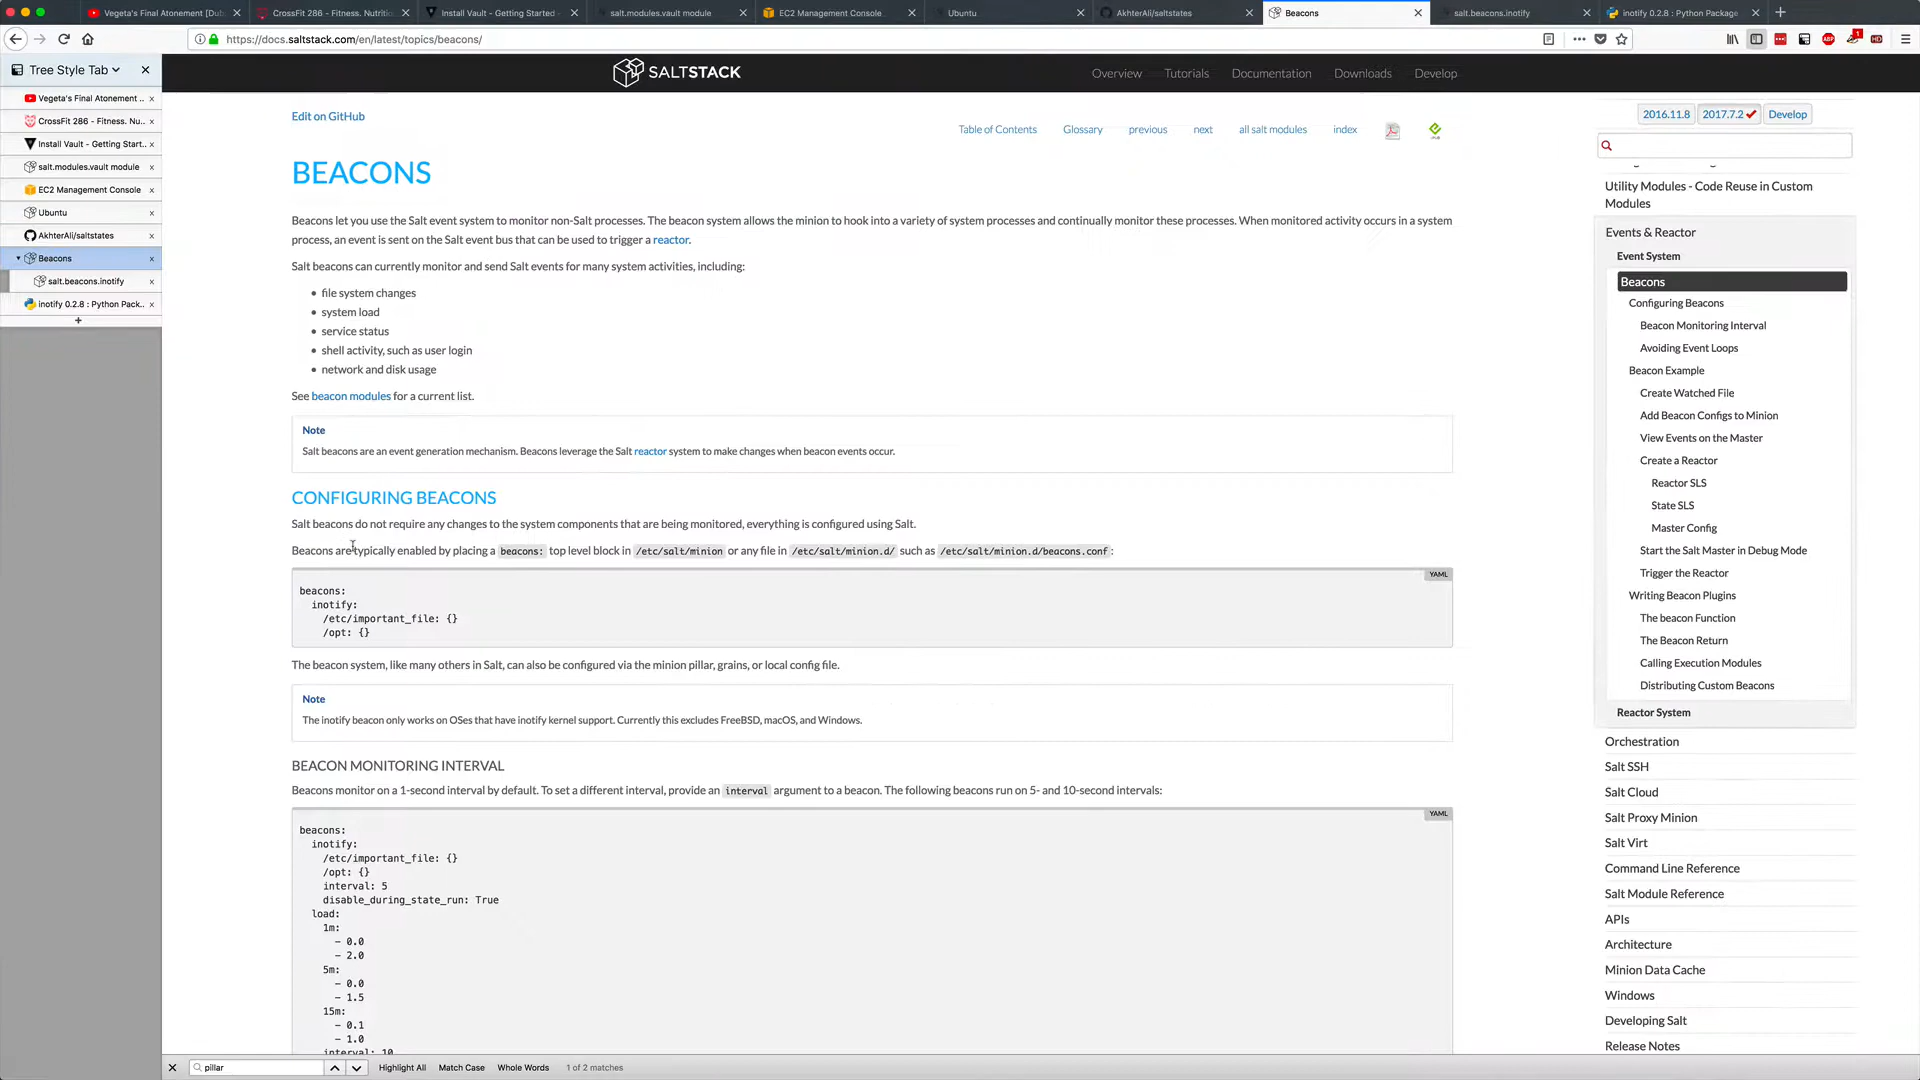 Vegeta's Final Atonement [Dub
CrossFit 286 - Fitness. Nutriti
Install Vault - Getting Started
salt.modules.vault module
EC2 Management Console
Ubuntu
AkhterAli/saltstates
Beacons
salt.beacons.inotify
inotify 0.2.8 : Python Package
https://docs.saltstack.com/en/latest/topics/beacons/
Tree Style Tab
Vegeta's Final Atonement ..
CrossFit 286 - Fitness. Nu..
Install Vault - Getting Start..
salt.modules.vault module
EC2 Management Console
Ubuntu
AkhterAli/saltstates
Beacons
salt.beacons.inotify
inotify 0.2.8 : Python Pack..
SALTSTACK
Overview Tutorials Documentation Downloads Develop
Edit on GitHub
Table of Contents Glossary previous next all salt modules index
BEACONS
Beacons let you use the Salt event system to monitor non-Salt processes. The beacon system allows the minion to hook into a variety of system processes and continually monitor these processes. When monitored activity occurs in a system
process, an event is sent on the Salt event bus that can be used to trigger a reactor.
Salt beacons can currently monitor and send Salt events for many system activities, including:
• file system changes
• system load
• service status
• shell activity, such as user login
• network and disk usage
See beacon modules for a current list.
Note
Salt beacons are an event generation mechanism. Beacons leverage the Salt reactor system to make changes when beacon events occur.
CONFIGURING BEACONS
Salt beacons do not require any changes to the system components that are being monitored, everything is configured using Salt.
Beacons are typically enabled by placing a beacons: top level block in /etc/salt/minion or any file in /etc/salt/minion.d/ such as /etc/salt/minion.d/beacons.conf:
YAML
beacons:
inotify:
/etc/important_file: {}
/opt: {}
The beacon system, like many others in Salt, can also be configured via the minion pillar, grains, or local config file.
Note
The inotify beacon only works on OSes that have inotify kernel support. Currently this excludes FreeBSD, macOS, and Windows.
BEACON MONITORING INTERVAL
Beacons monitor on a 1-second interval by default. To set a different interval, provide an interval argument to a beacon. The following beacons run on 5- and 10-second intervals:
YAML
beacons:
inotify:
/etc/important_file: {}
/opt: {}
interval: 5
disable_during_state_run: True
load:
1m:
- 0.0
- 2.0
5m:
- 0.0
- 1.5
15m:
- 0.1
- 1.0
interval: 10
2016.11.8 2017.7.2 Develop
Utility Modules - Code Reuse in Custom
Modules
Events & Reactor
Event System
Beacons
Configuring Beacons
Beacon Monitoring Interval
Avoiding Event Loops
Beacon Example
Create Watched File
Add Beacon Configs to Minion
View Events on the Master
Create a Reactor
Reactor SLS
State SLS
Master Config
Start the Salt Master in Debug Mode
Trigger the Reactor
Writing Beacon Plugins
The beacon Function
The Beacon Return
Calling Execution Modules
Distributing Custom Beacons
Reactor System
Orchestration
Salt SSH
Salt Cloud
Salt Proxy Minion
Salt Virt
Command Line Reference
Salt Module Reference
APIs
Architecture
Minion Data Cache
Windows
Developing Salt
Release Notes
pillar Highlight All Match Case Whole Words 1 of 2 matches